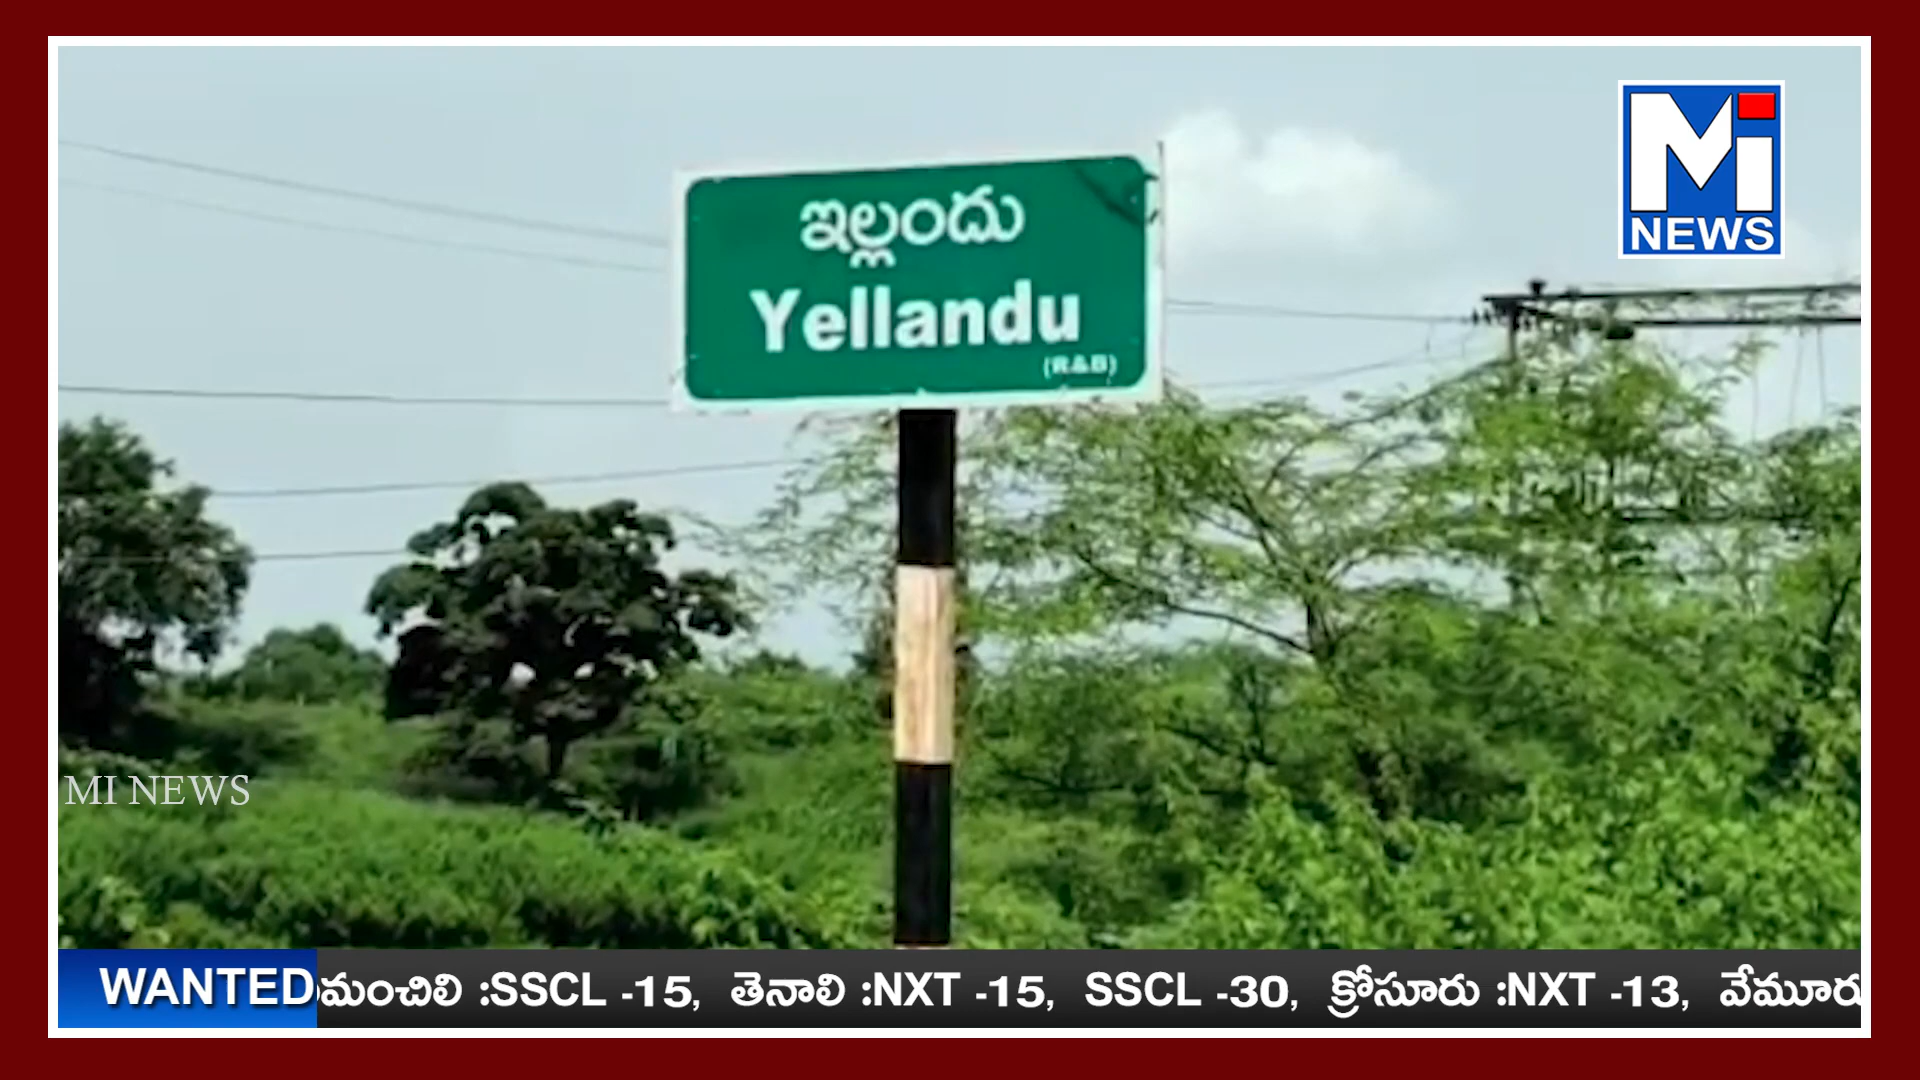 ఇల్లందు
Yellandu
(R&B)
Mi
NEWS
MI NEWS
WANTED
మంచిలి :SSCL -15, తెనాలి :NXT -15, SSCL -30, క్రోసూరు :NXT -13, వేమూరు